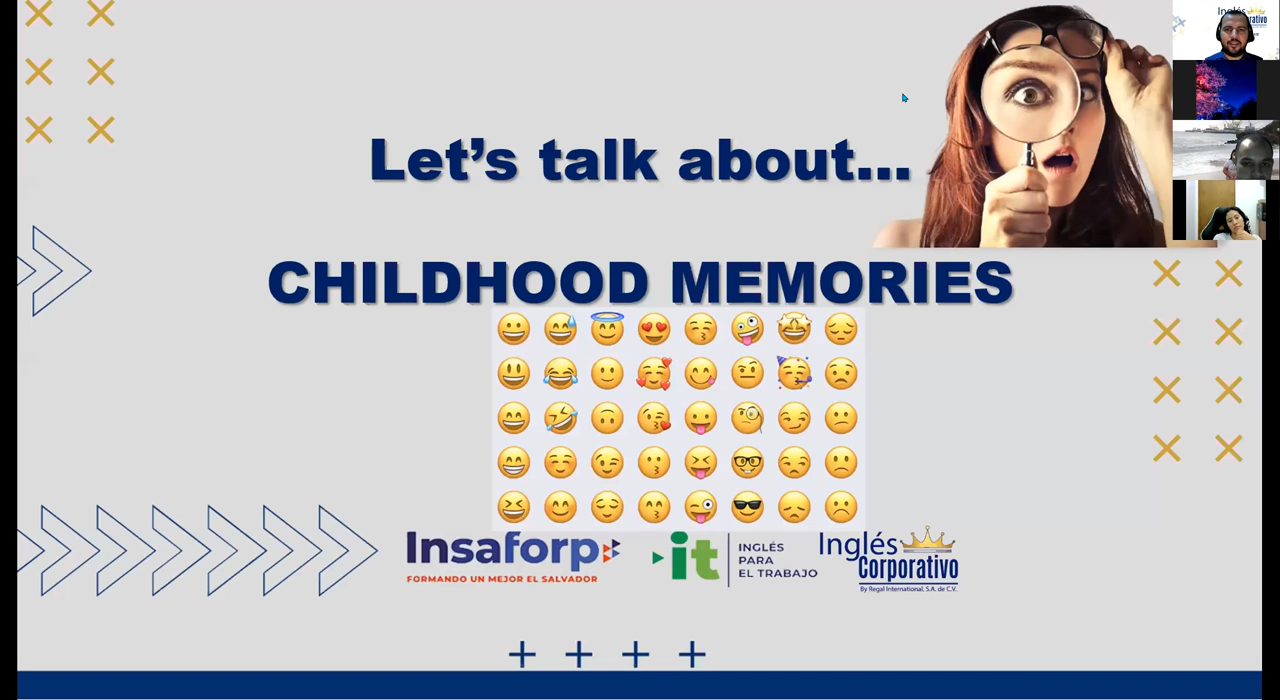 Let's talk about...
CHILDHOOD MEMORIES
Insaforp
FORMANDO UN MEJOR EL SALVADOR
it
INGLÉS
PARA
EL TRABAJO
Inglés
Corporativo
By Regal International, S.A. de C.V.